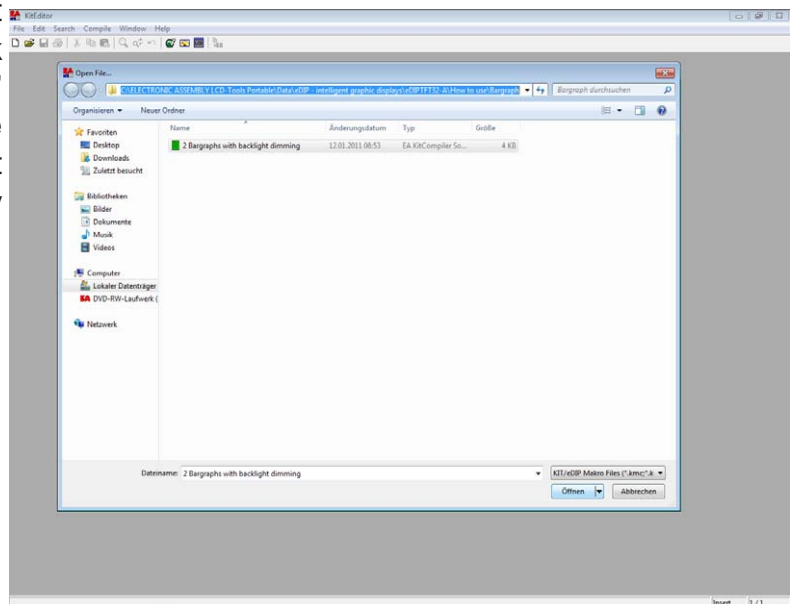 KitEditor
File Edit Search Compile Window Help
Open File...
C:\ELECTRONIC ASSEMBLY LCD-Tools Portable\Data\eDIP - intelligent graphic displays\eDIPTFT32-A\How to use\Bargraph
Bargraph durchsuchen
Organisieren Neuer Ordner
Name Änderungsdatum Typ Größe
2 Bargraphs with backlight dimming 12.01.2011 08:53 EA KitCompiler So... 4 KB
Favoriten
Desktop
Downloads
Zuletzt besucht
Bibliotheken
Bilder
Dokumente
Musik
Videos
Computer
Lokaler Datenträger
DVD-RW-Laufwerk (
Netzwerk
Dateiname: 2 Bargraphs with backlight dimming
KIT/eDIP Makro Files (*.kmc;*.k
Öffnen Abbrechen
Insert 1 / 1